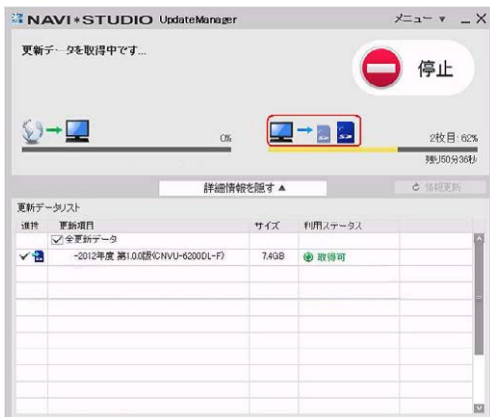 NAVI*STUDIO UpdateManager メニュー ▼ _ X
更新データを取得中です...
停止
0%
2枚目:62%
残り50分36秒
詳細情報を隠す ▲
情報更新
更新データリスト
進捗 更新項目 サイズ 利用ステータス
全更新データ
-2012年度 第1.0.0版(CNVU-6200DL-F) 7.4GB 取得可